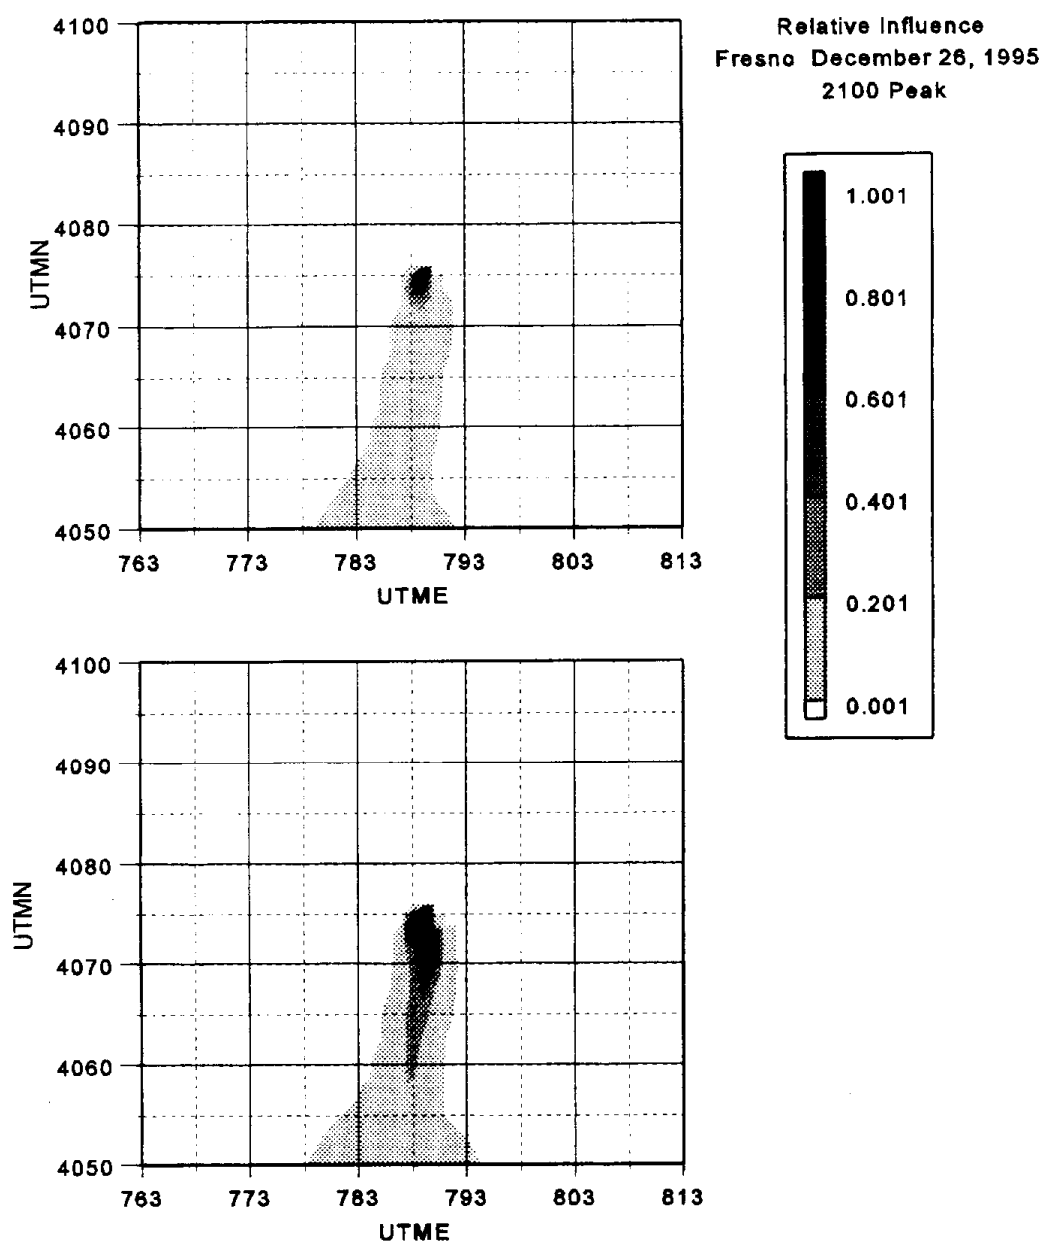 Relative Influence
Fresno December 26, 1995
2100 Peak
4100
4090
4080
4070
4060
4050
UTMN
763 773 783 793 803 813
UTME
1.001
0.801
0.601
0.401
0.201
0.001
4100
4090
4080
4070
4060
4050
UTMN
763 773 783 793 803 813
UTME